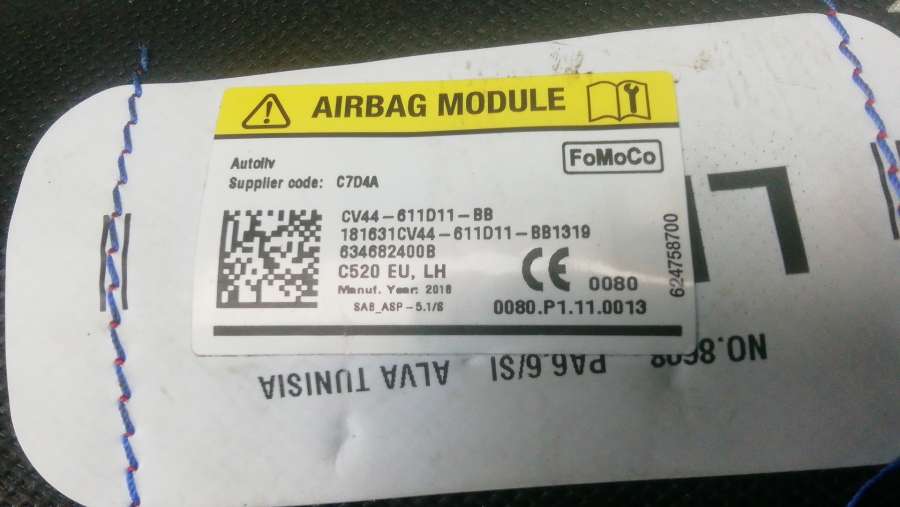 AIRBAG MODULE
Autoliv
Supplier code: C7D4A
FoMoCo
CV44-611D11-BB
181631CV44-611D11-BB1319
634682400B
C520 EU, LH
Manuf. Year: 2018
SAB_ASP-5.1/S
CE 0080
0080.P1.11.0013
624758700
NO.8608 PA6.6/SI ALVA TUNISIA